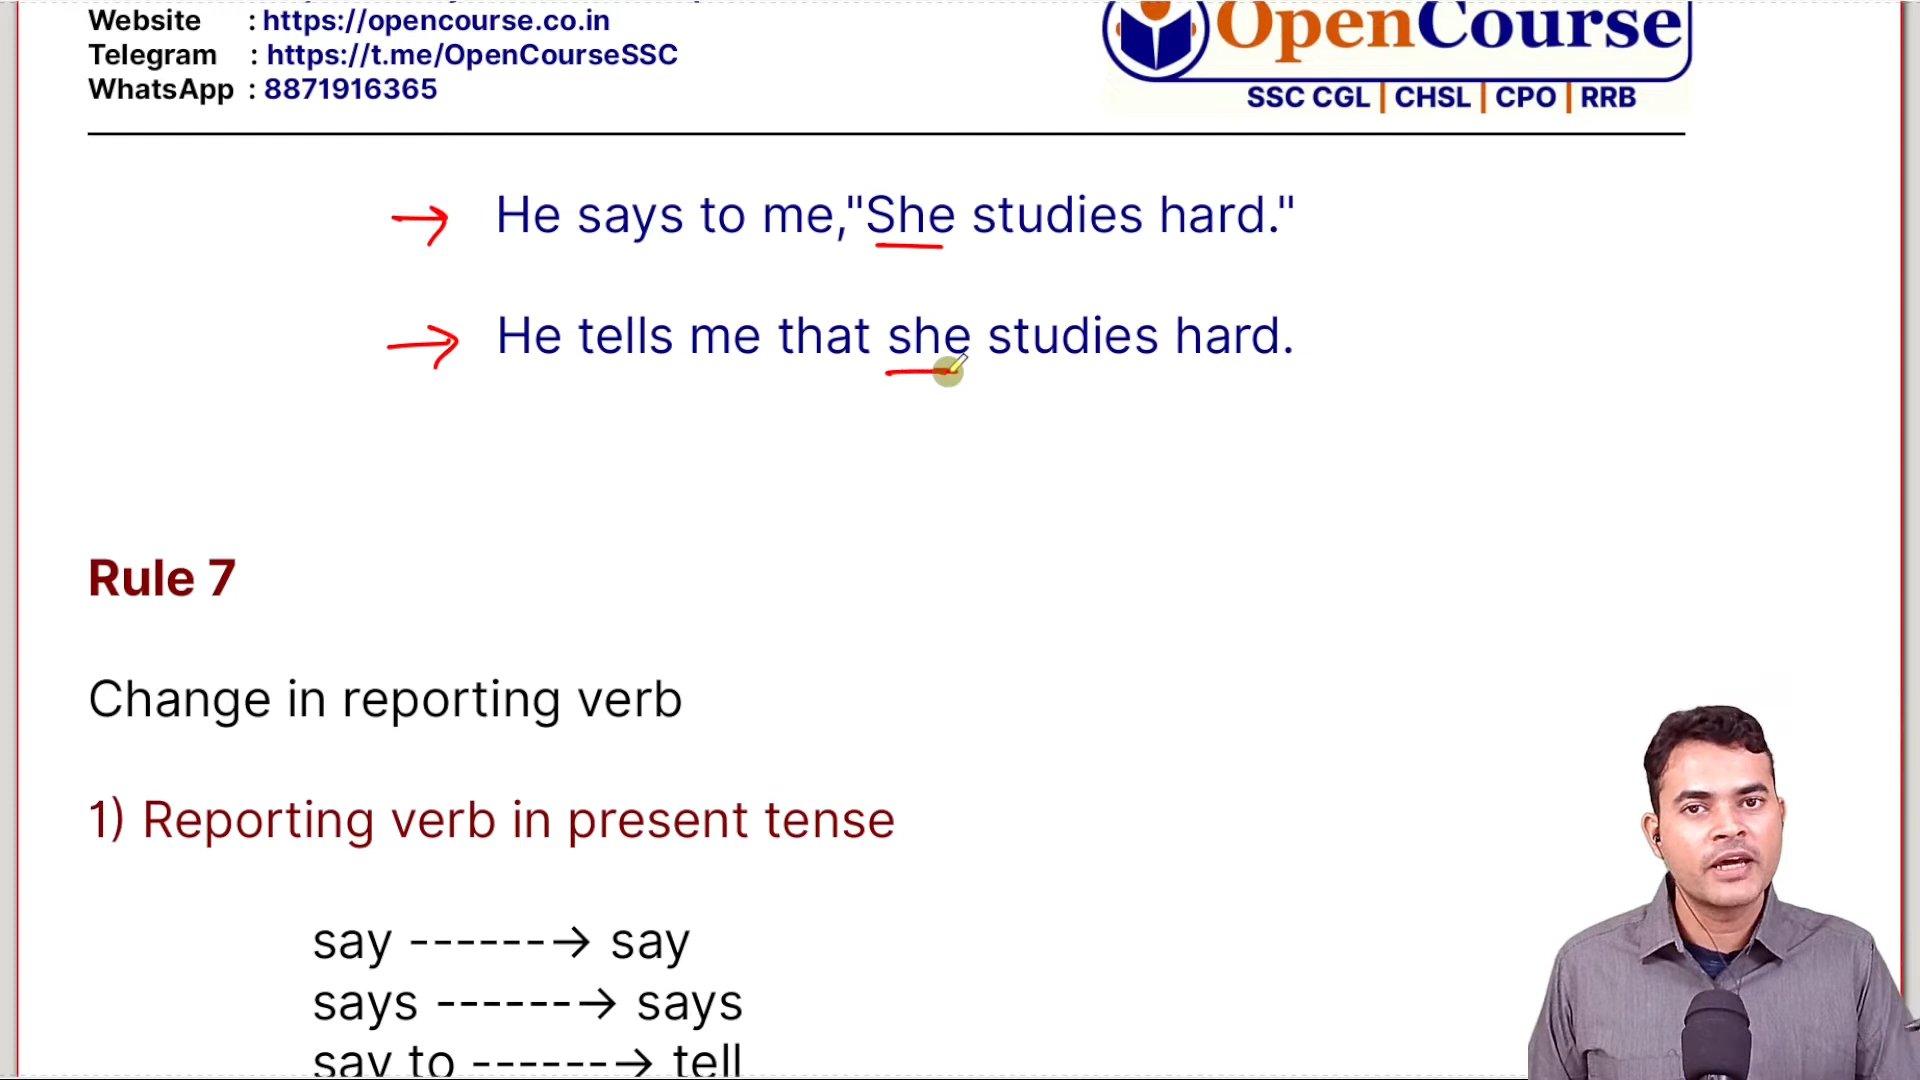 Website : https://opencourse.co.in
Telegram : https://t.me/OpenCourseSSC
WhatsApp : 8871916365
OpenCourse
SSC CGL | CHSL | CPO | RRB
He says to me,"She studies hard."
He tells me that she studies hard.
Rule 7
Change in reporting verb
1) Reporting verb in present tense
say ------→ say
says ------→ says
say to ------→ tell